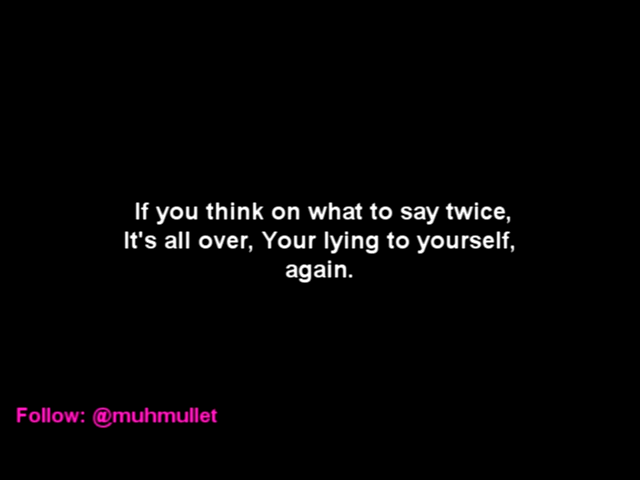 If you think on what to say twice,
It's all over, Your lying to yourself,
again.
Follow: @muhmullet